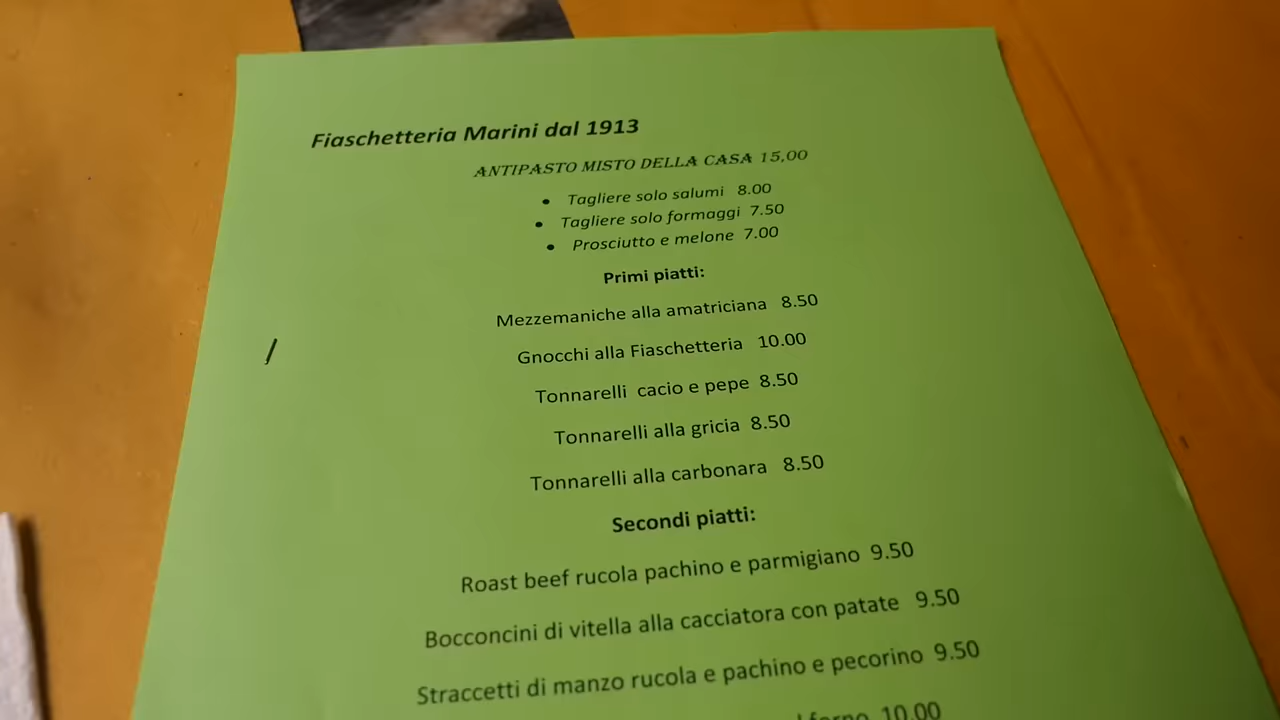 Fiaschetteria Marini dal 1913
ANTIPASTO MISTO DELLA CASA 15,00
• Tagliere solo salumi 8.00
• Tagliere solo formaggi 7.50
• Prosciutto e melone 7.00
Primi piatti:
Mezzemaniche alla amatriciana 8.50
Gnocchi alla Fiaschetteria 10.00
Tonnarelli cacio e pepe 8.50
Tonnarelli alla gricia 8.50
Tonnarelli alla carbonara 8.50
Secondi piatti:
Roast beef rucola pachino e parmigiano 9.50
Bocconcini di vitella alla cacciatora con patate 9.50
Straccetti di manzo rucola e pachino e pecorino 9.50
forno 10.00